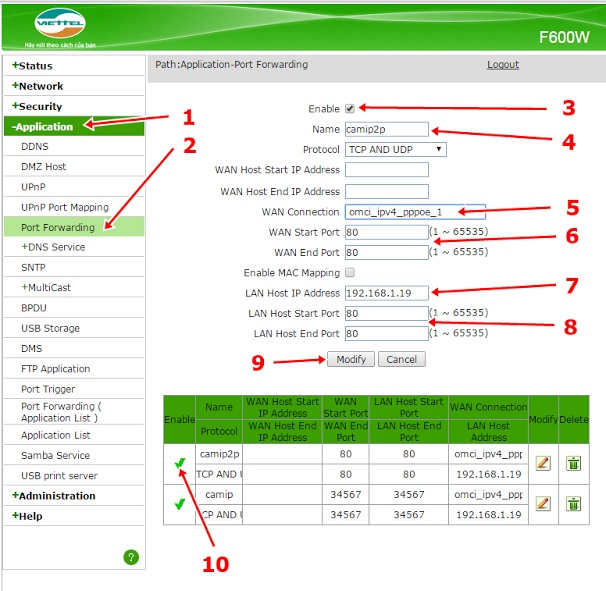 VIETTEL
Hãy nói theo cách của bạn
F600W
Path:Application-Port Forwarding
Logout
+Status
+Network
+Security
-Application
DDNS
DMZ Host
UPnP
UPnP Port Mapping
Port Forwarding
+DNS Service
SNTP
+MultiCast
BPDU
USB Storage
DMS
FTP Application
Port Trigger
Port Forwarding (
Application List )
Application List
Samba Service
USB print server
+Administration
+Help
?
1
2
Enable
3
Name camip2p
4
Protocol TCP AND UDP
WAN Host Start IP Address
WAN Host End IP Address
WAN Connection omci_ipv4_pppoe_1
5
WAN Start Port 80 (1 ~ 65535)
6
WAN End Port 80 (1 ~ 65535)
Enable MAC Mapping
LAN Host IP Address 192.168.1.19
7
LAN Host Start Port 80 (1 ~ 65535)
8
LAN Host End Port 80 (1 ~ 65535)
9
Modify Cancel
Enable
Name
WAN Host Start
IP Address
WAN
Start Port
LAN Host Start
Port
WAN Connection
Modify
Delete
Protocol
WAN Host End
IP Address
WAN End
Port
LAN Host End
Port
LAN Host
Address
camip2p 80 80 omci_ipv4_ppp
TCP AND U 80 80 192.168.1.19
camip 34567 34567 omci_ipv4_ppp
TCP AND U 34567 34567 192.168.1.19
10